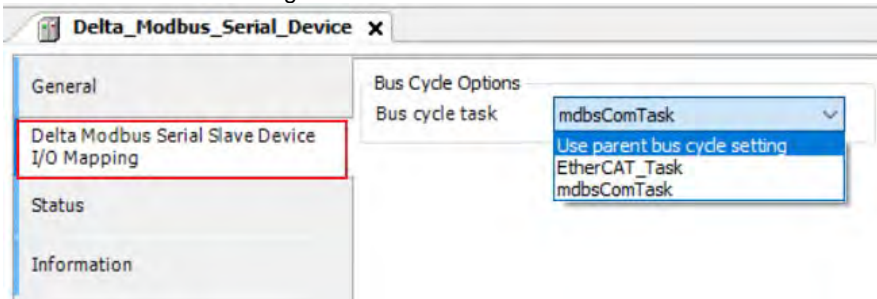 Delta_Modbus_Serial_Device X
General
Delta Modbus Serial Slave Device
I/O Mapping
Status
Information
Bus Cycle Options
Bus cycle task
mdbsComTask
Use parent bus cycle setting
EtherCAT_Task
mdbsComTask